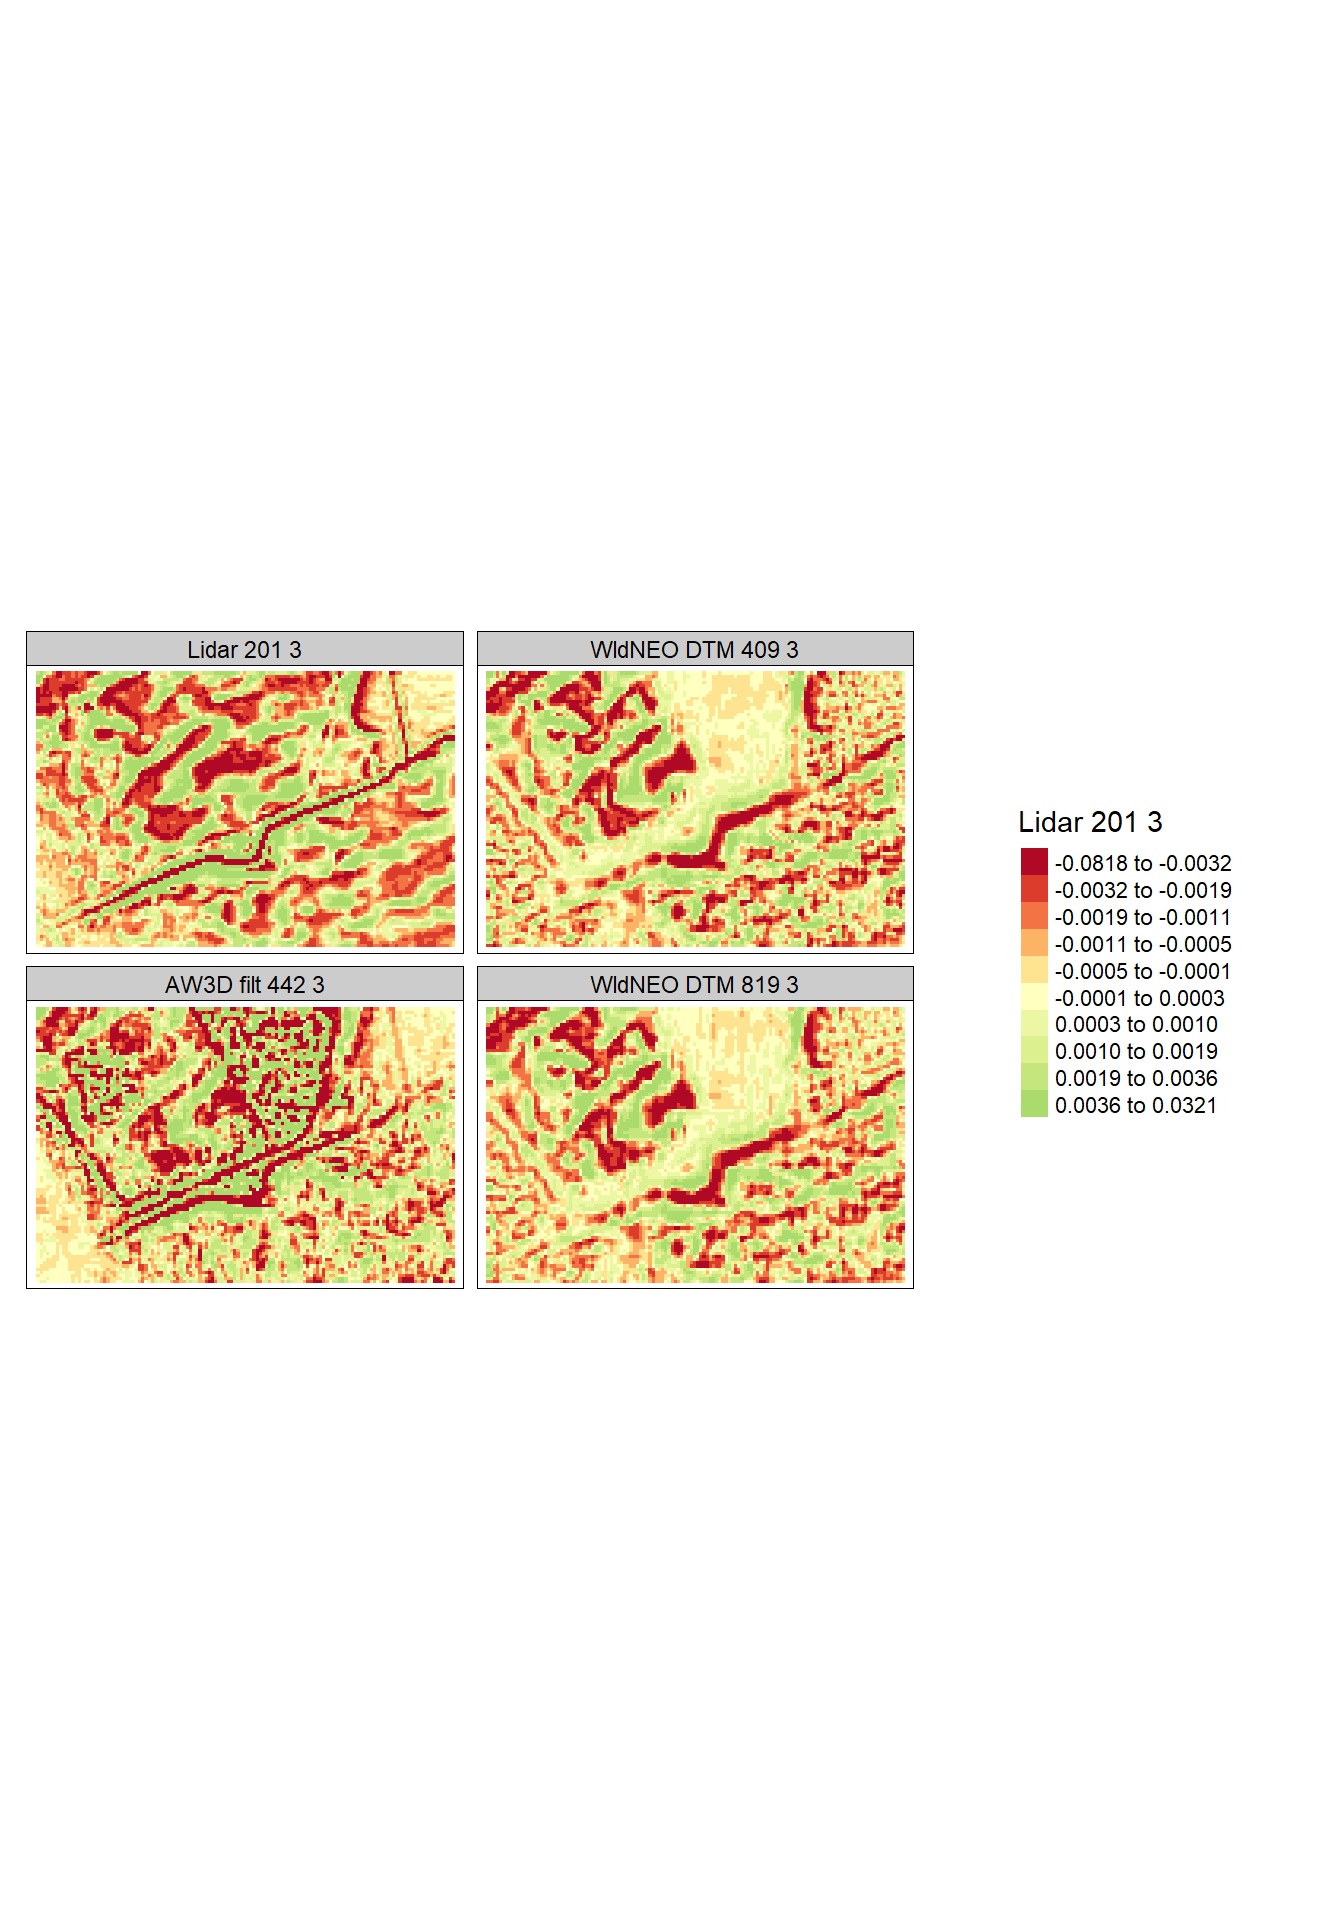 Lidar 201 3
WldNEO DTM 409 3
AW3D filt 442 3
WldNEO DTM 819 3
Lidar 201 3
-0.0818 to -0.0032
-0.0032 to -0.0019
-0.0019 to -0.0011
-0.0011 to -0.0005
-0.0005 to -0.0001
-0.0001 to 0.0003
0.0003 to 0.0010
0.0010 to 0.0019
0.0019 to 0.0036
0.0036 to 0.0321